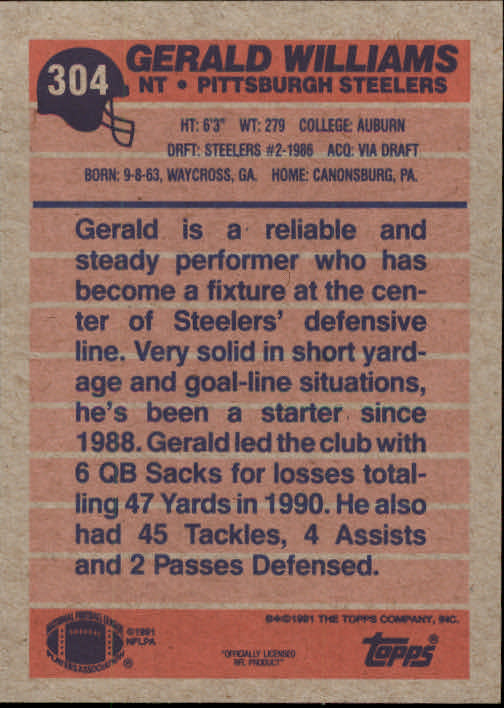 304
GERALD WILLIAMS
NT • PITTSBURGH STEELERS
HT: 6'3" WT: 279 COLLEGE: AUBURN
DRFT: STEELERS #2-1986 ACQ: VIA DRAFT
BORN: 9-8-63, WAYCROSS, GA. HOME: CANONSBURG, PA.
Gerald is a reliable and
steady performer who has
become a fixture at the cen-
ter of Steelers' defensive
line. Very solid in short yard-
age and goal-line situations,
he's been a starter since
1988. Gerald led the club with
6 QB Sacks for losses total-
ling 47 Yards in 1990. He also
had 45 Tackles, 4 Assists
and 2 Passes Defensed.
NATIONAL FOOTBALL LEAGUE
PLAYERS ASSOCIATION
®
©1991
NFLPA
©1991 THE TOPPS COMPANY, INC.
"OFFICIALLY LICENSED
NFL PRODUCT"
topps®